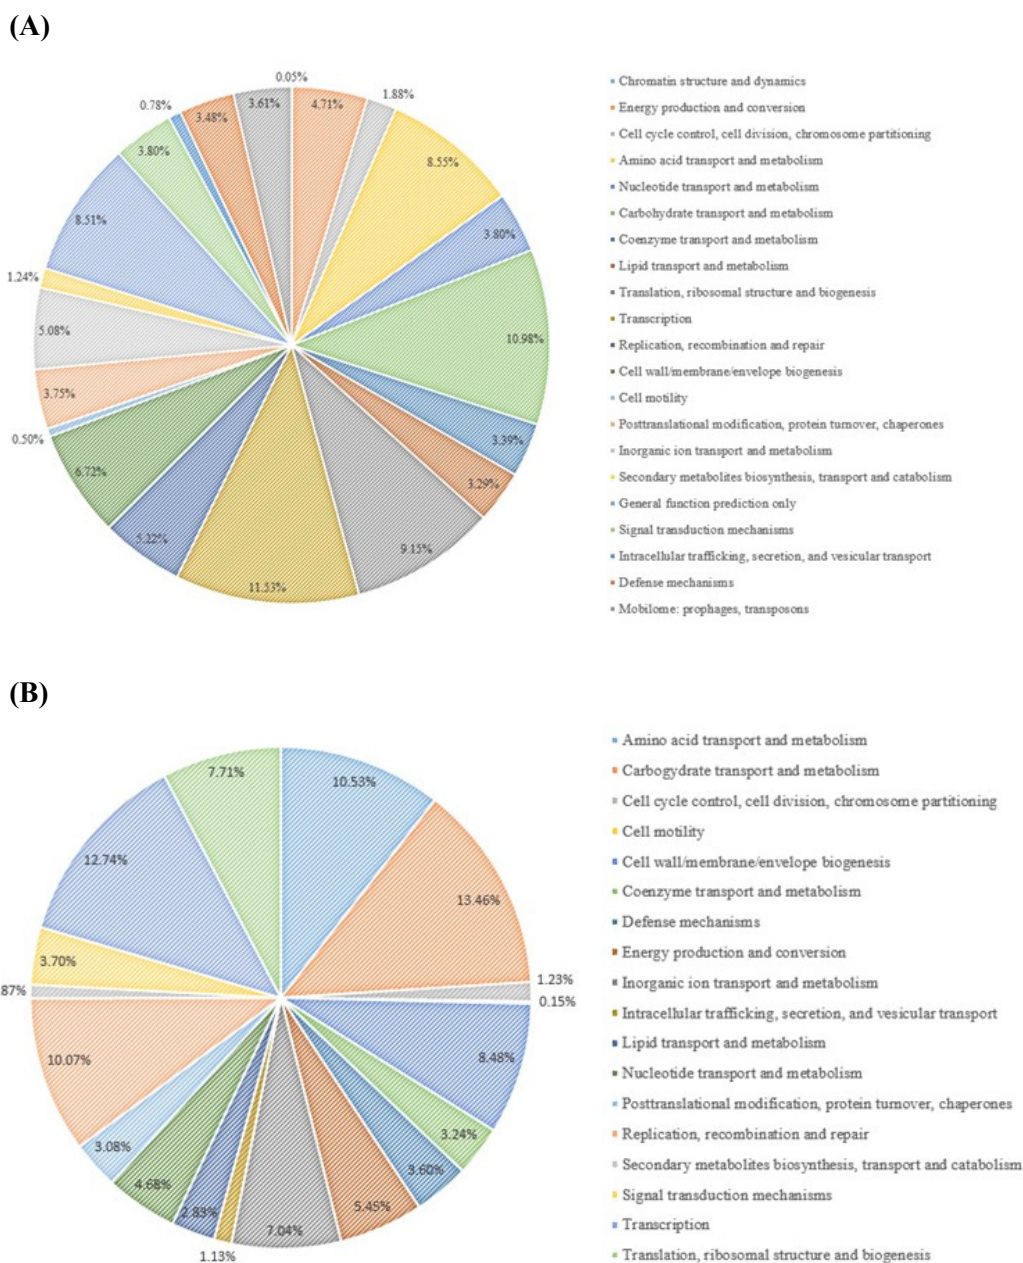 (A)
0.05%
4.71%
1.88%
8.55%
3.80%
10.98%
3.39%
3.29%
9.15%
11.53%
5.22%
6.72%
0.50%
3.75%
5.08%
1.24%
8.51%
3.80%
0.78%
3.48%
3.61%
Chromatin structure and dynamics
Energy production and conversion
Cell cycle control, cell division, chromosome partitioning
Amino acid transport and metabolism
Nucleotide transport and metabolism
Carbohydrate transport and metabolism
Coenzyme transport and metabolism
Lipid transport and metabolism
Translation, ribosomal structure and biogenesis
Transcription
Replication, recombination and repair
Cell wall/membrane/envelope biogenesis
Cell motility
Posttranslational modification, protein turnover, chaperones
Inorganic ion transport and metabolism
Secondary metabolites biosynthesis, transport and catabolism
General function prediction only
Signal transduction mechanisms
Intracellular trafficking, secretion, and vesicular transport
Defense mechanisms
Mobilome: prophages, transposons
(B)
10.53%
13.46%
1.23%
0.15%
8.48%
3.24%
3.60%
5.45%
7.04%
1.13%
2.83%
4.68%
3.08%
10.07%
.87%
3.70%
12.74%
7.71%
Amino acid transport and metabolism
Carbogydrate transport and metabolism
Cell cycle control, cell division, chromosome partitioning
Cell motility
Cell wall/membrane/envelope biogenesis
Coenzyme transport and metabolism
Defense mechanisms
Energy production and conversion
Inorganic ion transport and metabolism
Intracellular trafficking, secretion, and vesicular transport
Lipid transport and metabolism
Nucleotide transport and metabolism
Posttranslational modification, protein turnover, chaperones
Replication, recombination and repair
Secondary metabolites biosynthesis, transport and catabolism
Signal transduction mechanisms
Transcription
Translation, ribosomal structure and biogenesis